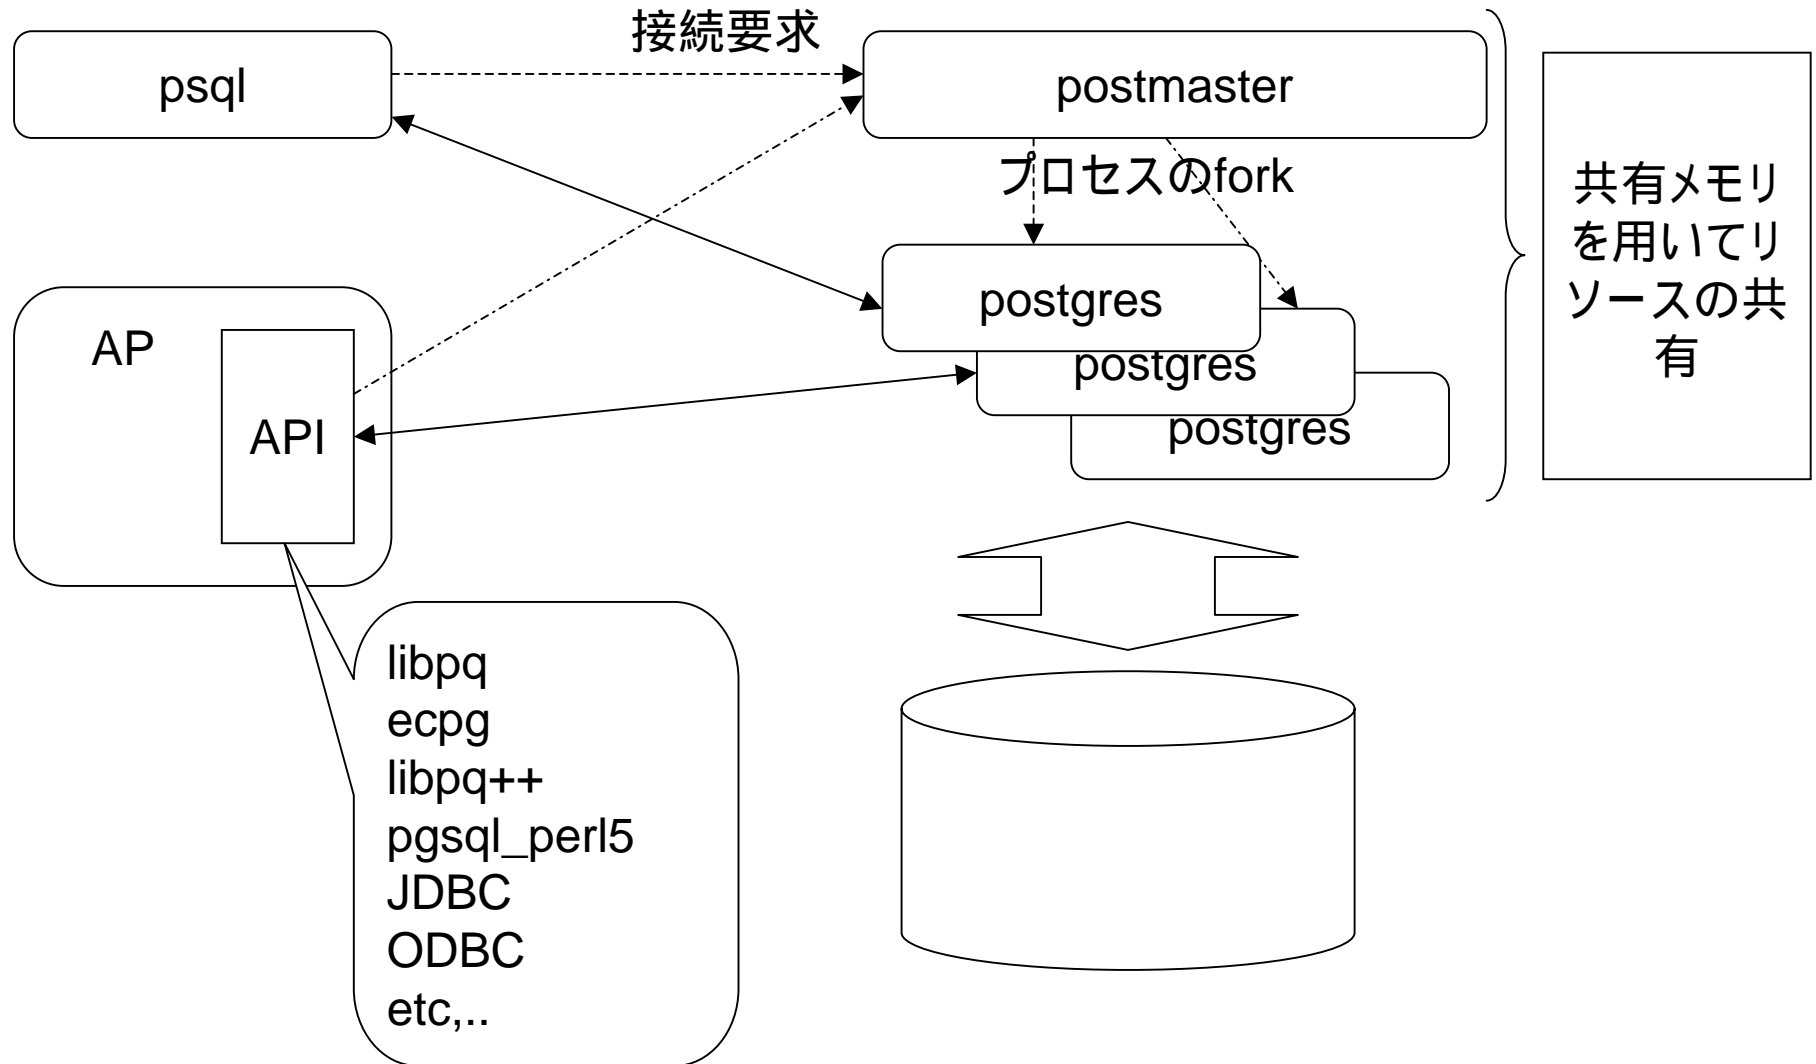 接続要求
psql
postmaster
プロセスのfork
共有メモリ
を用いてリ
ソースの共
有
postgres
postgres
postgres
AP
API
libpq
ecpg
libpq++
pgsql_perl5
JDBC
ODBC
etc,..